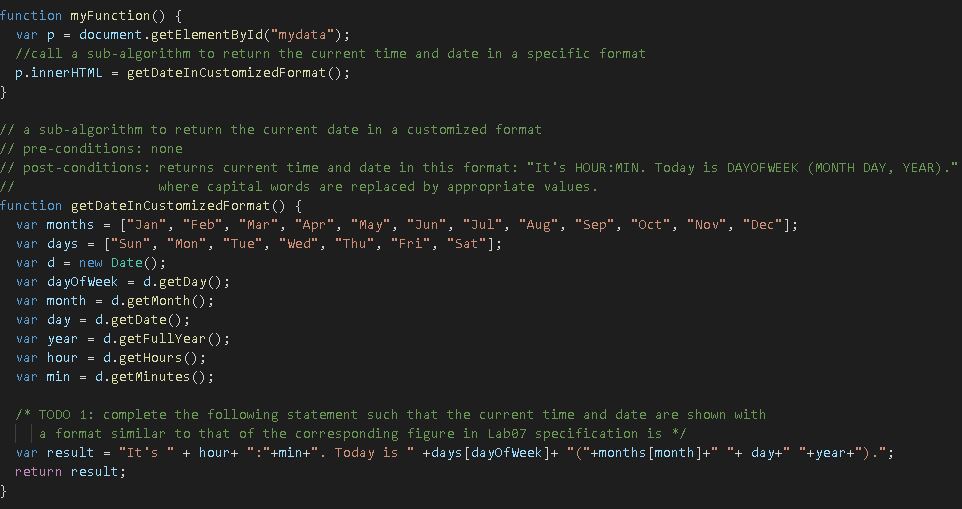 function myFunction() {
  var p = document.getElementById("mydata");
  //call a sub-algorithm to return the current time and date in a specific format
  p.innerHTML = getDateInCustomizedFormat();
}

// a sub-algorithm to return the current date in a customized format
// pre-conditions: none
// post-conditions: returns current time and date in this format: "It's HOUR:MIN. Today is DAYOFWEEK (MONTH DAY, YEAR)."
//                  where capital words are replaced by appropriate values.
function getDateInCustomizedFormat() {
  var months = ["Jan", "Feb", "Mar", "Apr", "May", "Jun", "Jul", "Aug", "Sep", "Oct", "Nov", "Dec"];
  var days = ["Sun", "Mon", "Tue", "Wed", "Thu", "Fri", "Sat"];
  var d = new Date();
  var dayOfWeek = d.getDay();
  var month = d.getMonth();
  var day = d.getDate();
  var year = d.getFullYear();
  var hour = d.getHours();
  var min = d.getMinutes();

  /* TODO 1: complete the following statement such that the current time and date are shown with
     a format similar to that of the corresponding figure in Lab07 specification is */
  var result = "It's " + hour+ ":"+min+". Today is " +days[dayOfWeek]+ "("+months[month]+" "+ day+" "+year+").";
  return result;
}